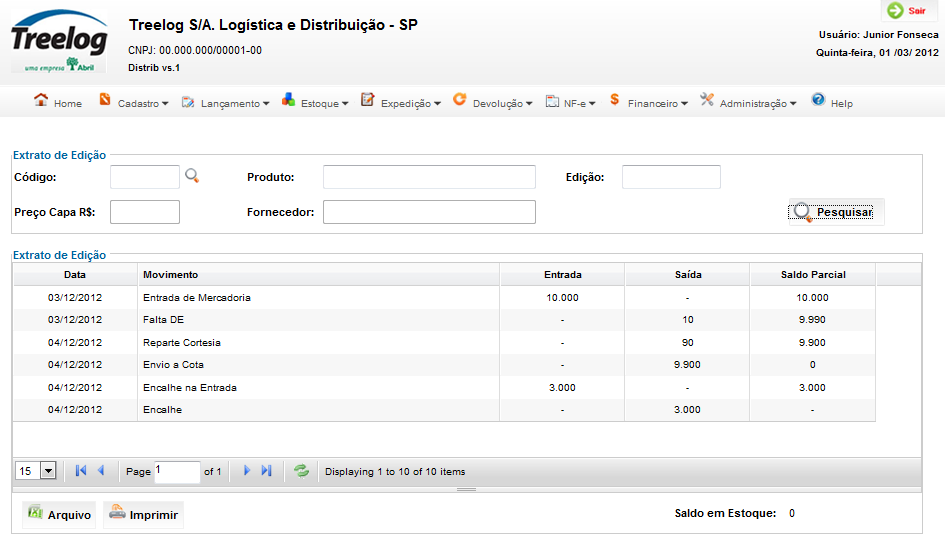 Treelog
uma empresa Abril
Treelog S/A. Logística e Distribuição - SP
CNPJ: 00.000.000/00001-00
Distrib vs.1
Sair
Usuário: Junior Fonseca
Quinta-feira, 01 /03/ 2012
Home Cadastro Lançamento Estoque Expedição Devolução NF-e Financeiro Administração Help
Extrato de Edição
Código: Produto: Edição:
Preço Capa R$: Fornecedor: Pesquisar
Extrato de Edição
Data Movimento Entrada Saída Saldo Parcial
03/12/2012 Entrada de Mercadoria 10.000 - 10.000
03/12/2012 Falta DE - 10 9.990
04/12/2012 Reparte Cortesia - 90 9.900
04/12/2012 Envio a Cota - 9.900 0
04/12/2012 Encalhe na Entrada 3.000 - 3.000
04/12/2012 Encalhe - 3.000 -
15 Page 1 of 1 Displaying 1 to 10 of 10 items
Arquivo Imprimir Saldo em Estoque: 0